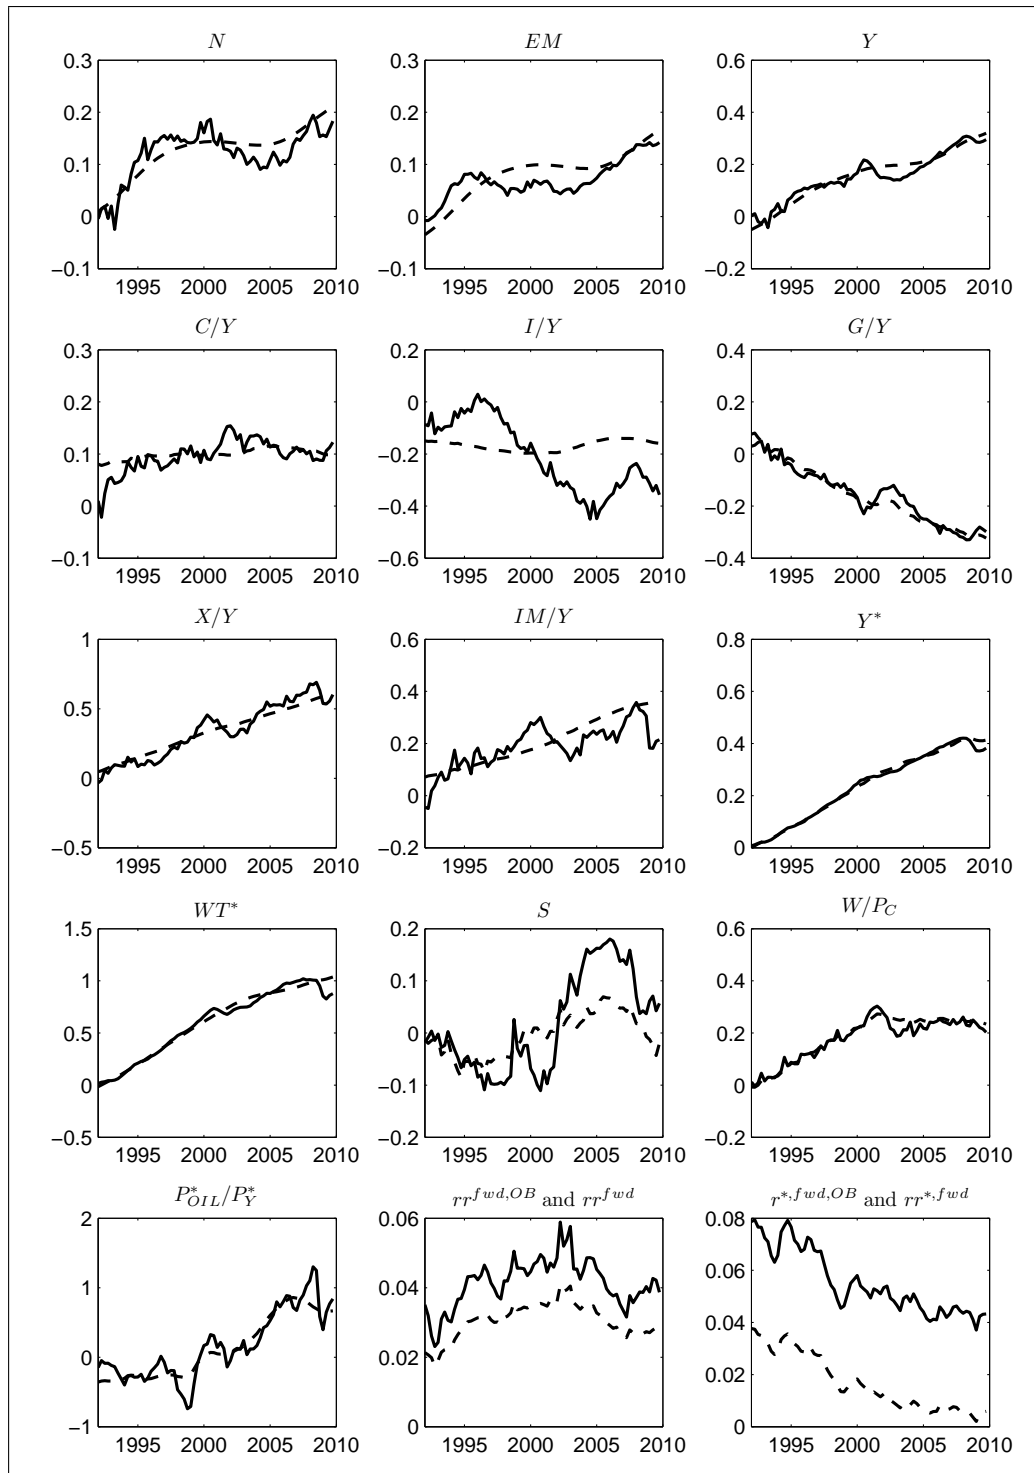 N EM Y
0.3 0.3 0.6
0.2 0.2 0.4
0.1 0.1 0.2
0 0 0
−0.1 −0.1 −0.2
1995 2000 2005 2010 1995 2000 2005 2010 1995 2000 2005 2010
C/Y I/Y G/Y
0.3 0.2 0.4
0.2 0 0.2
0.1 −0.2 0
0 −0.4 −0.2
−0.1 −0.6 −0.4
1995 2000 2005 2010 1995 2000 2005 2010 1995 2000 2005 2010
X/Y IM/Y Y*
1 0.6 0.8
0.5 0.4 0.6
0.2 0.4
0 0 0.2
−0.5 −0.2 0
1995 2000 2005 2010 1995 2000 2005 2010 1995 2000 2005 2010
WT* S W/P_C
1.5 0.2 0.6
1 0.1 0.4
0.5 0 0.2
0 −0.1 0
−0.5 −0.2 −0.2
1995 2000 2005 2010 1995 2000 2005 2010 1995 2000 2005 2010
P*_{OIL}/P*_Y rr^{fwd,OB} and rr^{fwd} r^{*,fwd,OB} and rr^{*,fwd}
2 0.06 0.08
1 0.04 0.06
0.04
0 0.02 0.02
−1 0 0
1995 2000 2005 2010 1995 2000 2005 2010 1995 2000 2005 2010